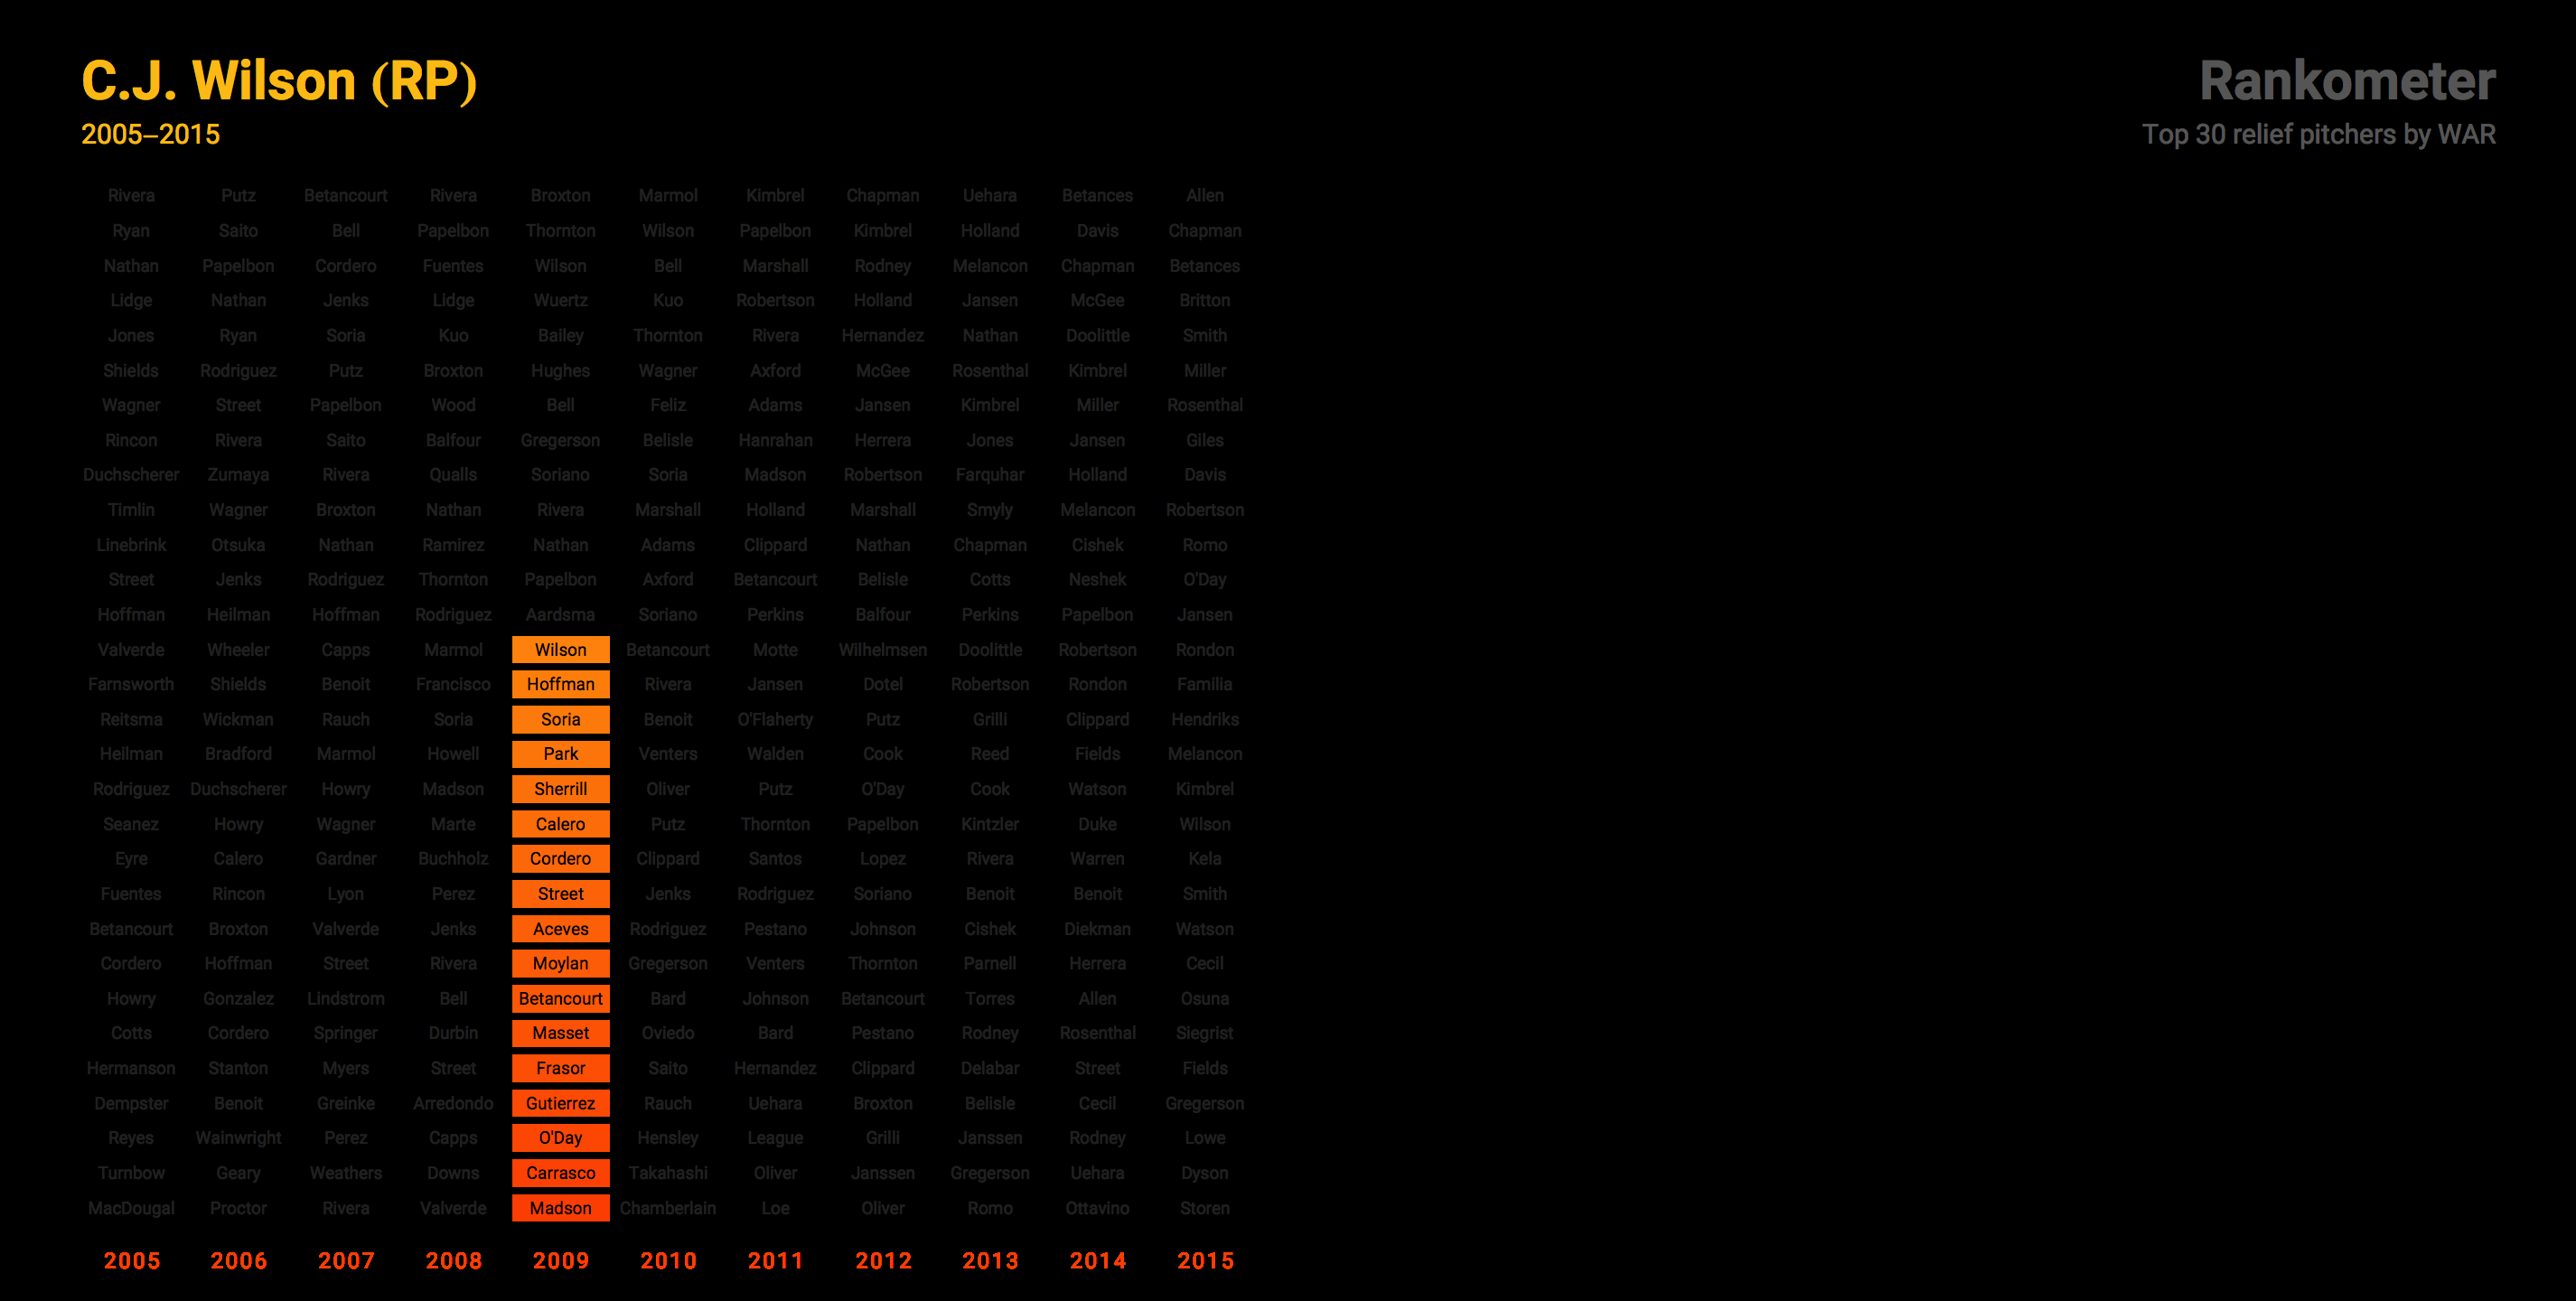 C.J. Wilson (RP)
2005–2015
Rankometer
Top 30 relief pitchers by WAR
Rivera Putz Betancourt Rivera Broxton Marmol Kimbrel Chapman Uehara Betances Allen
Ryan Saito Bell Papelbon Thornton Wilson Papelbon Kimbrel Holland Davis Chapman
Nathan Papelbon Cordero Fuentes Wilson Bell Marshall Rodney Melancon Chapman Betances
Lidge Nathan Jenks Lidge Wuertz Kuo Robertson Holland Jansen McGee Britton
Jones Ryan Soria Kuo Bailey Thornton Rivera Hernandez Nathan Doolittle Smith
Shields Rodriguez Putz Broxton Hughes Wagner Axford McGee Rosenthal Kimbrel Miller
Wagner Street Papelbon Wood Bell Feliz Adams Jansen Kimbrel Miller Rosenthal
Rincon Rivera Saito Balfour Gregerson Belisle Hanrahan Herrera Jones Jansen Giles
Duchscherer Zumaya Rivera Qualls Soriano Soria Madson Robertson Farquhar Holland Davis
Timlin Wagner Broxton Nathan Rivera Marshall Holland Marshall Smyly Melancon Robertson
Linebrink Otsuka Nathan Ramirez Nathan Adams Clippard Nathan Chapman Cishek Romo
Street Jenks Rodriguez Thornton Papelbon Axford Betancourt Belisle Cotts Neshek O'Day
Hoffman Heilman Hoffman Rodriguez Aardsma Soriano Perkins Balfour Perkins Papelbon Jansen
Valverde Wheeler Capps Marmol Wilson Betancourt Motte Wilhelmsen Doolittle Robertson Rondon
Farnsworth Shields Benoit Francisco Hoffman Rivera Jansen Dotel Robertson Rondon Familia
Reitsma Wickman Rauch Soria Soria Benoit O'Flaherty Putz Grilli Clippard Hendriks
Heilman Bradford Marmol Howell Park Venters Walden Cook Reed Fields Melancon
Rodriguez Duchscherer Howry Madson Sherrill Oliver Putz O'Day Cook Watson Kimbrel
Seanez Howry Wagner Marte Calero Putz Thornton Papelbon Kintzler Duke Wilson
Eyre Calero Gardner Buchholz Cordero Clippard Santos Lopez Rivera Warren Kela
Fuentes Rincon Lyon Perez Street Jenks Rodriguez Soriano Benoit Benoit Smith
Betancourt Broxton Valverde Jenks Aceves Rodriguez Pestano Johnson Cishek Diekman Watson
Cordero Hoffman Street Rivera Moylan Gregerson Venters Thornton Parnell Herrera Cecil
Howry Gonzalez Lindstrom Bell Betancourt Bard Johnson Betancourt Torres Allen Osuna
Cotts Cordero Springer Durbin Masset Oviedo Bard Pestano Rodney Rosenthal Siegrist
Hermanson Stanton Myers Street Frasor Saito Hernandez Clippard Delabar Street Fields
Dempster Benoit Greinke Arredondo Gutierrez Rauch Uehara Broxton Belisle Cecil Gregerson
Reyes Wainwright Perez Capps O'Day Hensley League Grilli Janssen Rodney Lowe
Turnbow Geary Weathers Downs Carrasco Takahashi Oliver Janssen Gregerson Uehara Dyson
MacDougal Proctor Rivera Valverde Madson Chamberlain Loe Oliver Romo Ottavino Storen
2005 2006 2007 2008 2009 2010 2011 2012 2013 2014 2015